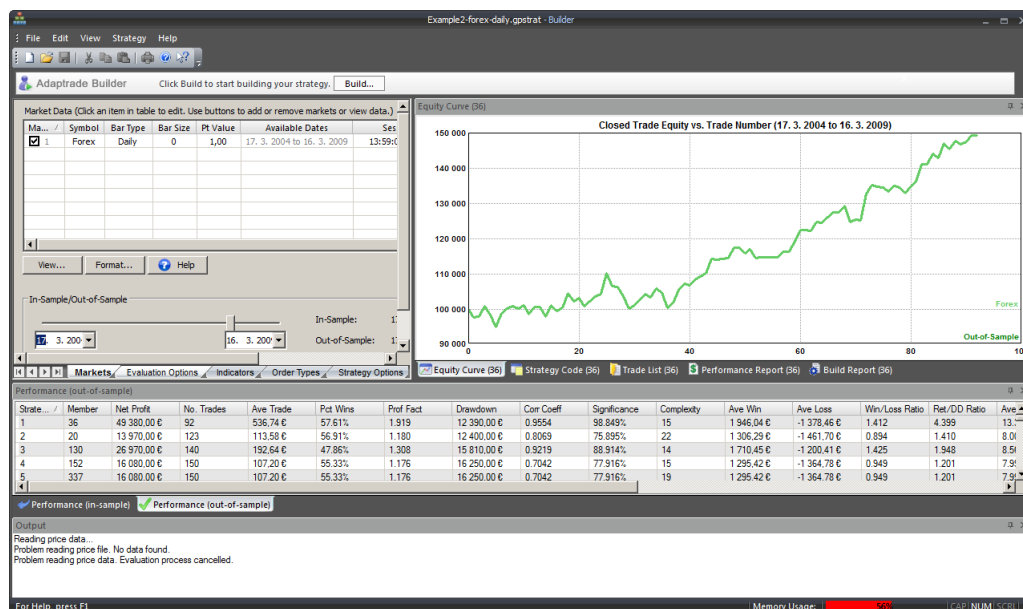 Example2-forex-daily.gpstrat - Builder
File Edit View Strategy Help
Adaptrade Builder Click Build to start building your strategy. Build...
Market Data (Click an item in table to edit. Use buttons to add or remove markets or view data.)
Ma... Symbol Bar Type Bar Size Pt Value Available Dates Ses
1 Forex Daily 0 1,00 17. 3. 2004 to 16. 3. 2009 13:59:0
View... Format... Help
In-Sample/Out-of-Sample
In-Sample: 17
17. 3. 200 16. 3. 200 Out-of-Sample:
Markets Evaluation Options Indicators Order Types Strategy Options
Equity Curve (36)
Closed Trade Equity vs. Trade Number (17. 3. 2004 to 16. 3. 2009)
150 000
140 000
130 000
120 000
110 000
100 000
90 000
Forex
Out-of-Sample
0 20 40 60 80 100
Equity Curve (36) Strategy Code (36) Trade List (36) Performance Report (36) Build Report (36)
Performance (out-of-sample)
Strate... Member Net Profit No. Trades Ave Trade Pct Wins Prof Fact Drawdown Corr Coeff Significance Complexity Ave Win Ave Loss Win/Loss Ratio Ret/DD Ratio Ave
1 36 49 380,00 € 92 536,74 € 57.61% 1.919 12 390,00 € 0.9554 98.849% 15 1 946,04 € -1 378,46 € 1.412 4.399 13.
2 20 13 970,00 € 123 113,58 € 56.91% 1.180 12 400,00 € 0.8069 75.895% 22 1 306,29 € -1 461,70 € 0.894 1.410 8.00
3 130 26 970,00 € 140 192,64 € 47.86% 1.308 15 810,00 € 0.9219 88.914% 14 1 710,45 € -1 200,41 € 1.425 1.948 8.56
4 152 16 080,00 € 150 107,20 € 55.33% 1.176 16 250,00 € 0.7042 77.916% 15 1 295,42 € -1 364,78 € 0.949 1.201 7.95
5 337 16 080,00 € 150 107,20 € 55.33% 1.176 16 250,00 € 0.7042 77.916% 19 1 295,42 € -1 364,78 € 0.949 1.201 7.95
Performance (in-sample) Performance (out-of-sample)
Output
Reading price data...
Problem reading price file. No data found.
Problem reading price data. Evaluation process cancelled.
For Help, press F1 Memory Usage: 56% CAP NUM SCRL